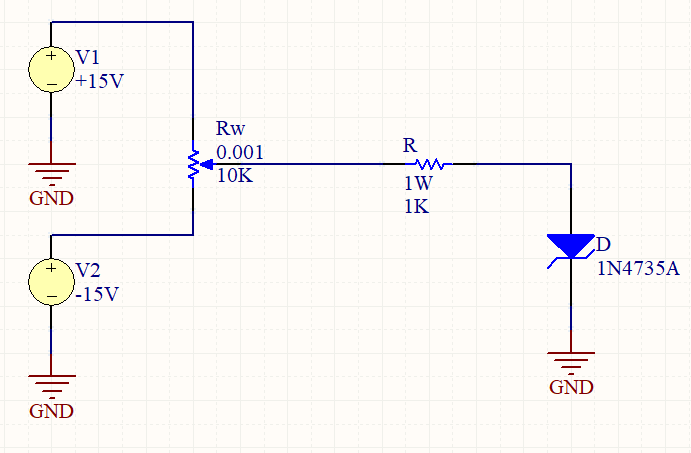 V1
+15V
GND
Rw
0.001
10K
R
1W
1K
V2
-15V
GND
D
1N4735A
GND